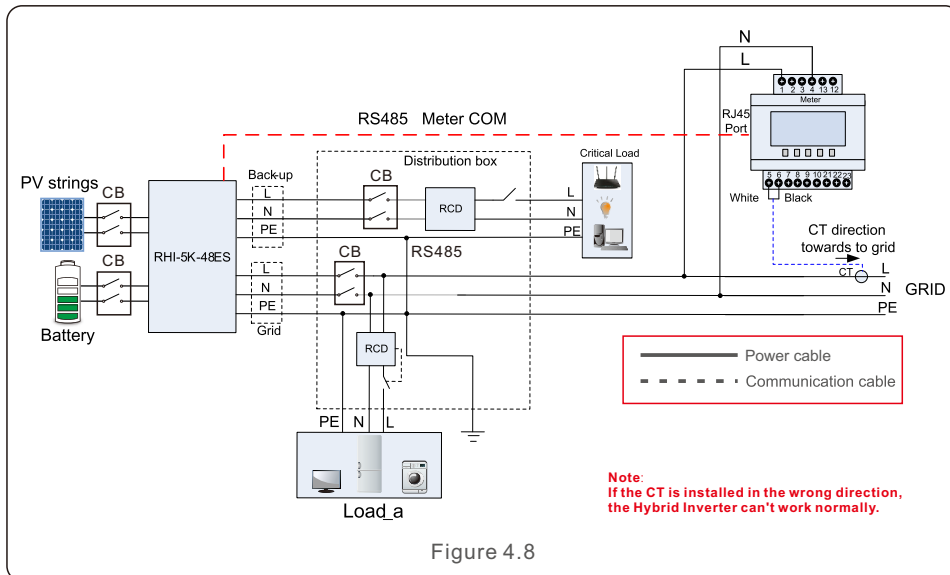 N
L
1 2 3 4 13 12
Meter
RJ45
Port
RS485 Meter COM
Distribution box
Critical Load
PV strings
CB
Back-up
CB
L
N
PE
RCD
L
N
PE
5 6 7 8 9 10 21 22 23
White
Black
CT direction
towards to grid
RHI-5K-48ES
CB
Battery
CB
RS485
L
N
PE
Grid
CT
L
N
PE
GRID
RCD
Power cable
Communication cable
PE N L
Load_a
Note:
If the CT is installed in the wrong direction,
the Hybrid Inverter can't work normally.
Figure 4.8